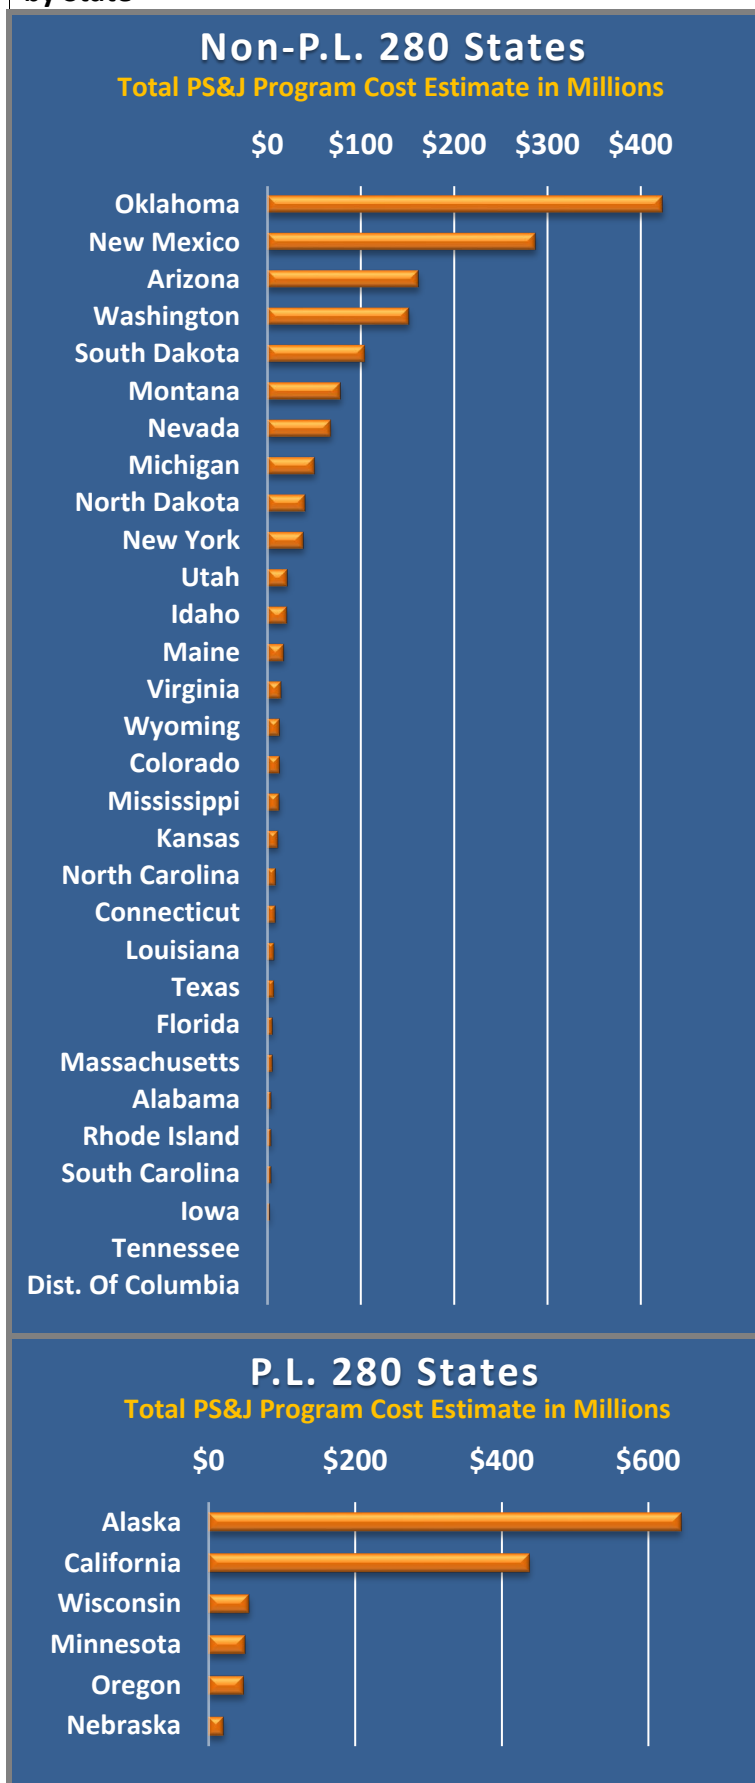 by State
Non-P.L. 280 States
Total PS&J Program Cost Estimate in Millions
$0 $100 $200 $300 $400
Oklahoma
New Mexico
Arizona
Washington
South Dakota
Montana
Nevada
Michigan
North Dakota
New York
Utah
Idaho
Maine
Virginia
Wyoming
Colorado
Mississippi
Kansas
North Carolina
Connecticut
Louisiana
Texas
Florida
Massachusetts
Alabama
Rhode Island
South Carolina
Iowa
Tennessee
Dist. Of Columbia
P.L. 280 States
Total PS&J Program Cost Estimate in Millions
$0 $200 $400 $600
Alaska
California
Wisconsin
Minnesota
Oregon
Nebraska